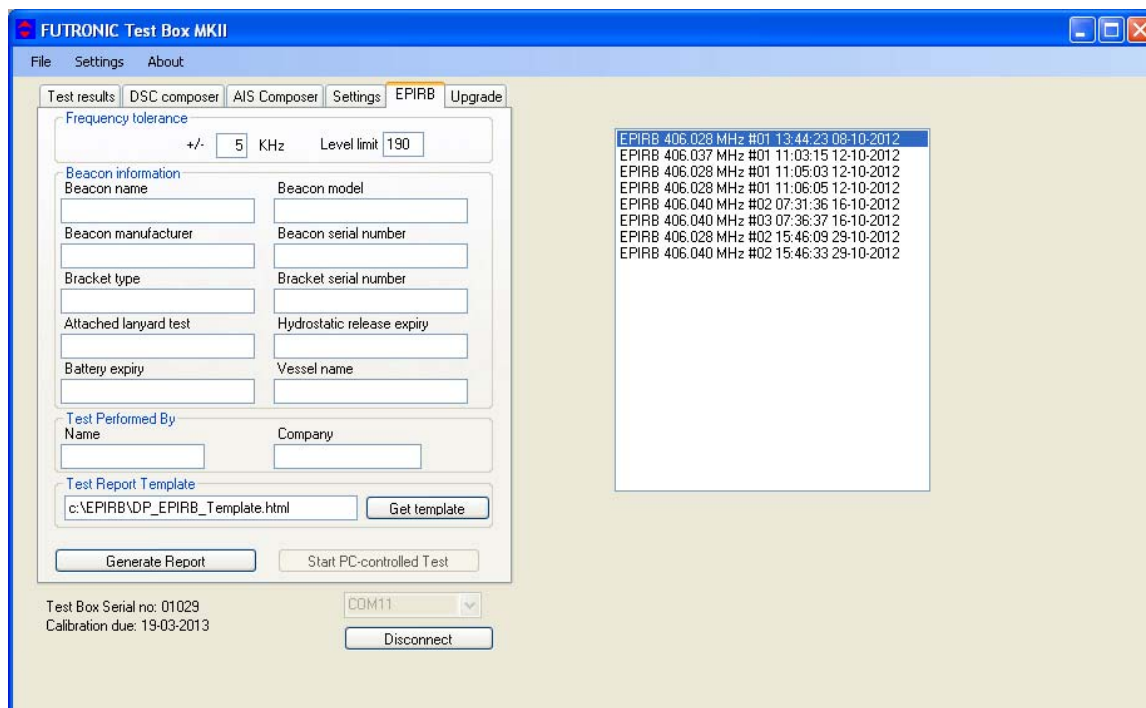 FUTRONIC Test Box MKII
File Settings About
Test results DSC composer AIS Composer Settings EPIRB Upgrade
Frequency tolerance
+/- 5 KHz Level limit 190
Beacon information
Beacon name Beacon model
Beacon manufacturer Beacon serial number
Bracket type Bracket serial number
Attached lanyard test Hydrostatic release expiry
Battery expiry Vessel name
Test Performed By
Name Company
Test Report Template
c:\EPIRB\DP_EPIRB_Template.html Get template
Generate Report Start PC-controlled Test
Test Box Serial no: 01029
Calibration due: 19-03-2013
COM11
Disconnect
EPIRB 406.028 MHz #01 13:44:23 08-10-2012
EPIRB 406.037 MHz #01 11:03:15 12-10-2012
EPIRB 406.028 MHz #01 11:05:03 12-10-2012
EPIRB 406.028 MHz #01 11:06:05 12-10-2012
EPIRB 406.040 MHz #02 07:31:36 16-10-2012
EPIRB 406.040 MHz #03 07:36:37 16-10-2012
EPIRB 406.028 MHz #02 15:46:09 29-10-2012
EPIRB 406.040 MHz #02 15:46:33 29-10-2012